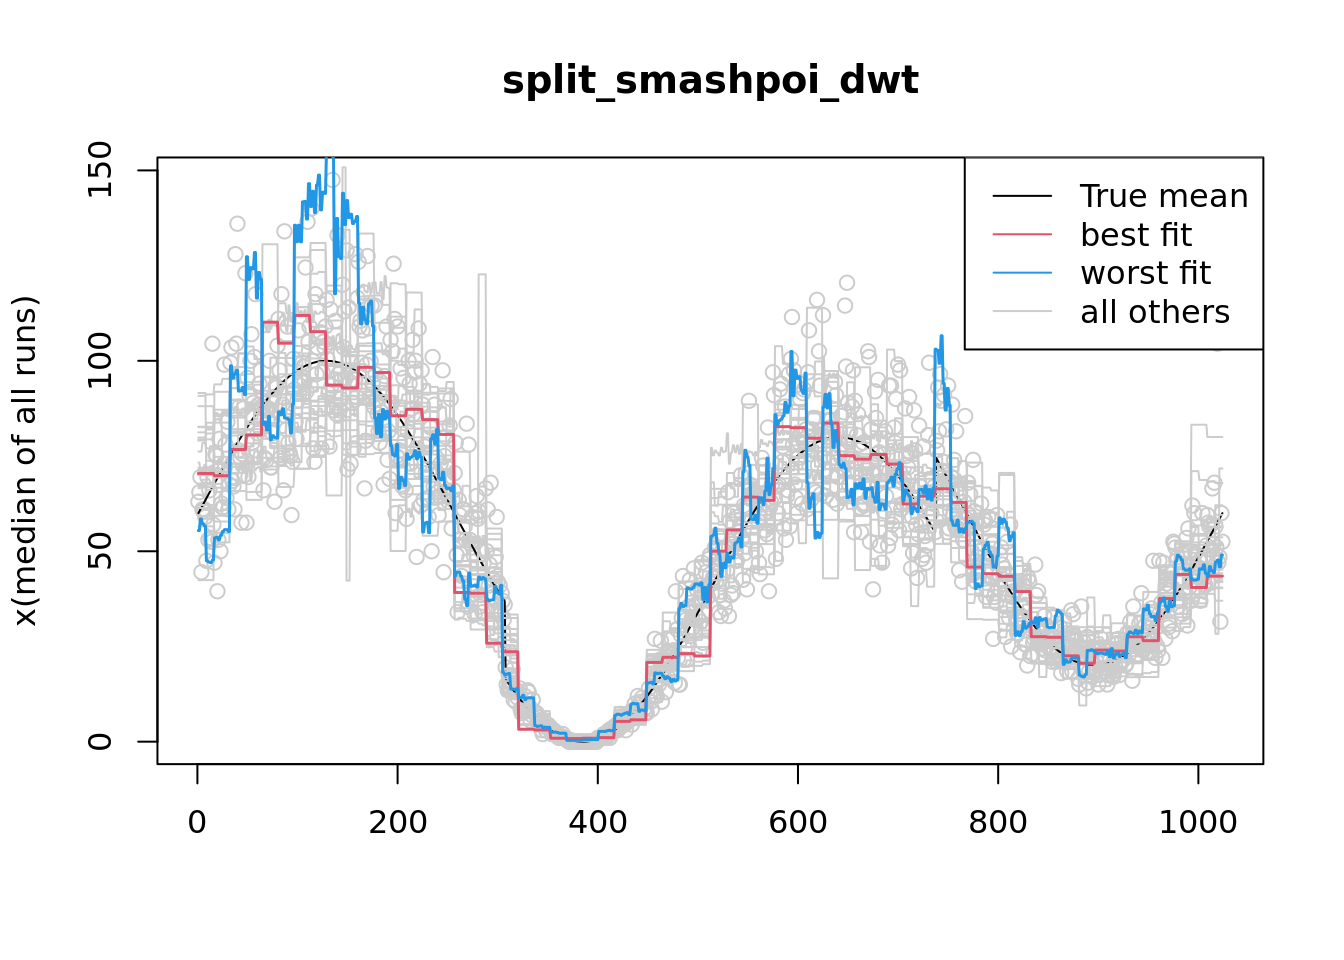 split_smashpoi_dwt
x(median of all runs)
150
100
50
0
True mean
best fit
worst fit
all others
0 200 400 600 800 1000